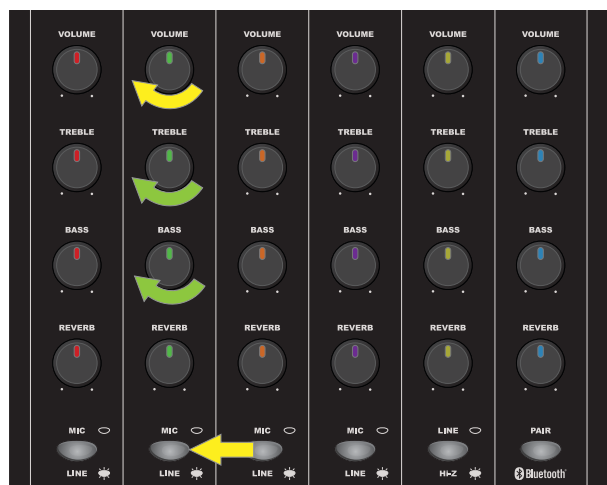 VOLUME VOLUME VOLUME VOLUME VOLUME VOLUME
TREBLE TREBLE TREBLE TREBLE TREBLE TREBLE
BASS BASS BASS BASS BASS BASS
REVERB REVERB REVERB REVERB REVERB REVERB
MIC MIC MIC MIC LINE PAIR
LINE LINE LINE LINE Hi-Z Bluetooth